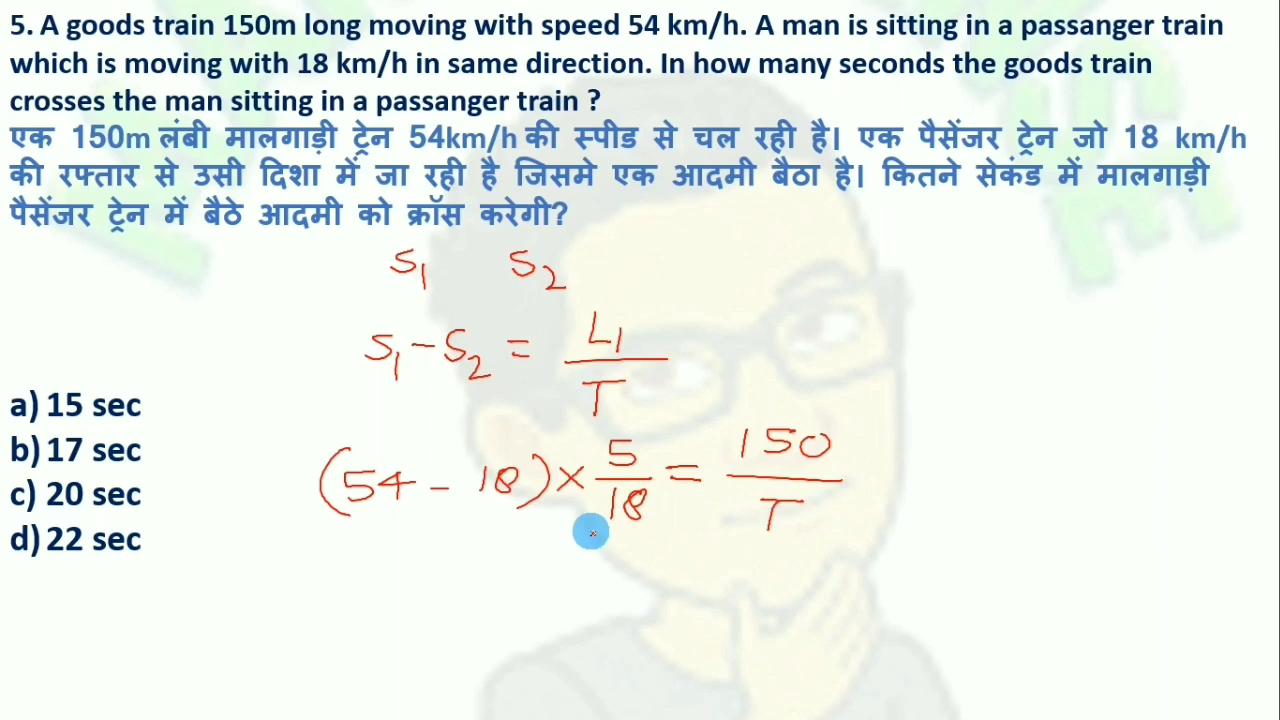 5. A goods train 150m long moving with speed 54 km/h. A man is sitting in a passanger train
which is moving with 18 km/h in same direction. In how many seconds the goods train
crosses the man sitting in a passanger train ?
एक 150m लंबी मालगाड़ी ट्रेन 54km/h की स्पीड से चल रही है। एक पैसेंजर ट्रेन जो 18 km/h
की रफ्तार से उसी दिशा में जा रही है जिसमे एक आदमी बैठा है। कितने सेकंड में मालगाड़ी
पैसेंजर ट्रेन में बैठे आदमी को क्रॉस करेगी?
S₁ S₂
S₁ - S₂ = L₁/T
(54 - 18) × 5/18 = 150/T
a) 15 sec
b) 17 sec
c) 20 sec
d) 22 sec